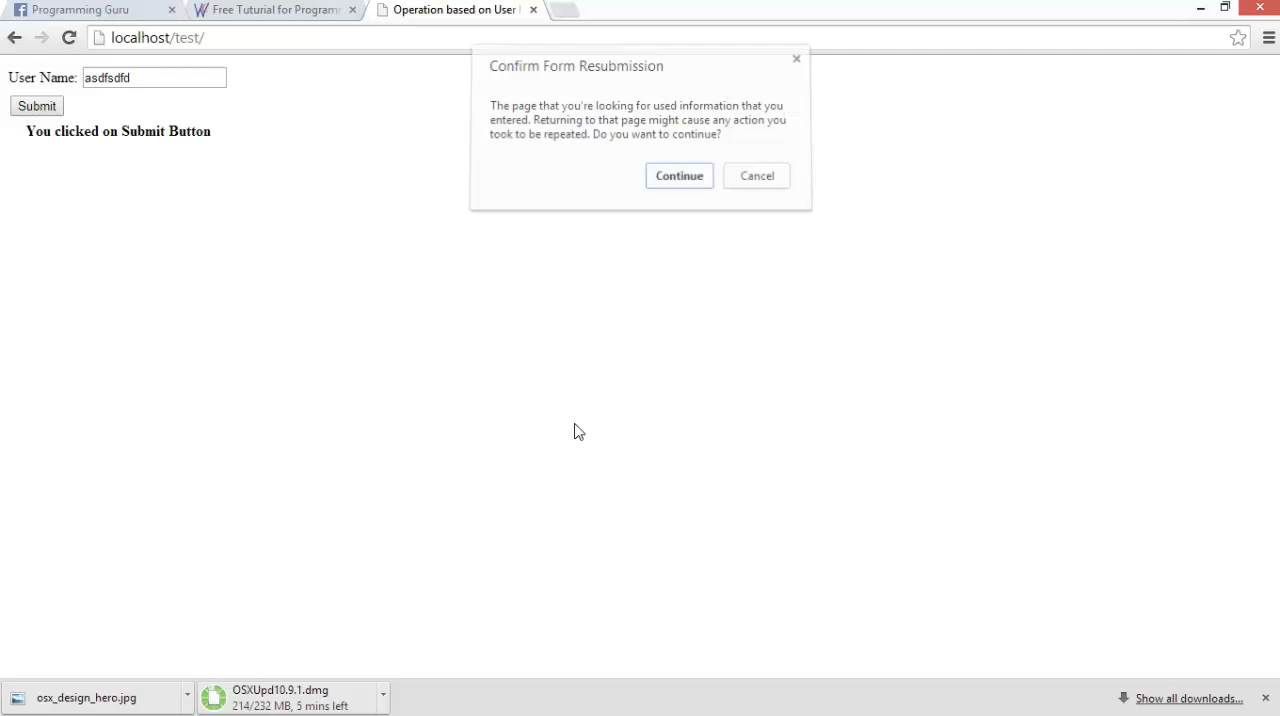 Programming Guru
Free Tuturial for Program
Operation based on User
localhost/test/
User Name: asdfsdfd
Submit
You clicked on Submit Button
Confirm Form Resubmission
The page that you're looking for used information that you
entered. Returning to that page might cause any action you
took to be repeated. Do you want to continue?
Continue
Cancel
osx_design_hero.jpg
OSXUpd10.9.1.dmg
214/232 MB, 5 mins left
Show all downloads...